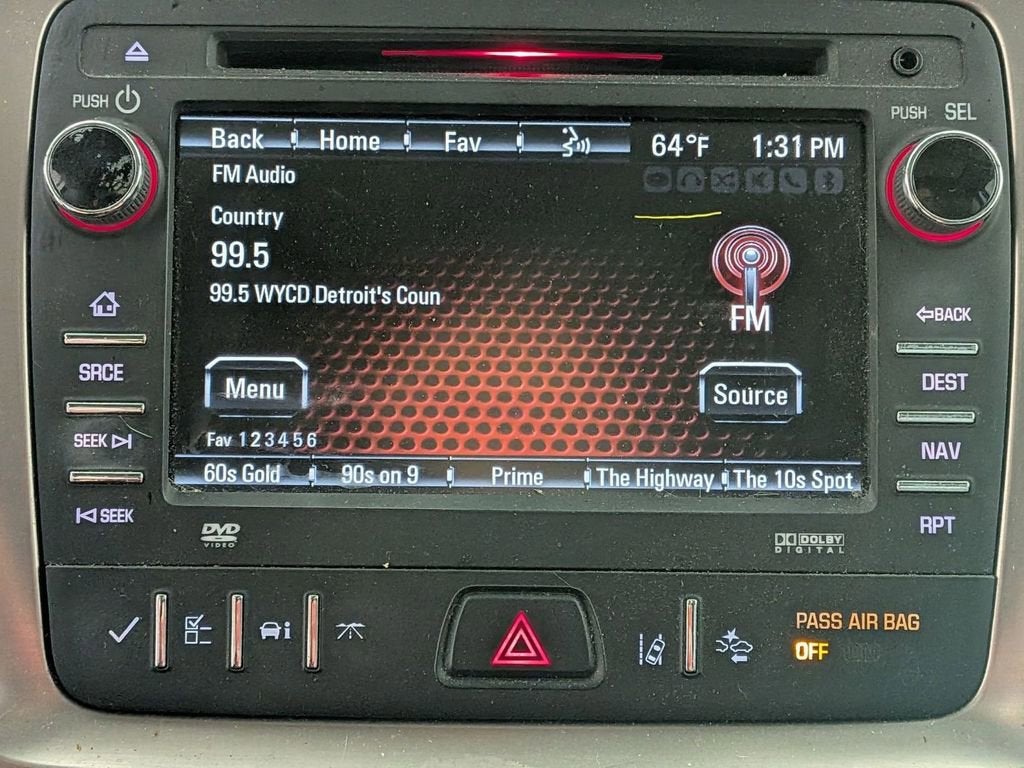 PUSH
PUSH SEL
Back Home Fav 64°F 1:31 PM
FM Audio
Country
99.5
99.5 WYCD Detroit's Coun
FM
BACK
SRCE
DEST
Menu
Source
SEEK
Fav 1 2 3 4 5 6
NAV
60s Gold 90s on 9 Prime The Highway The 10s Spot
SEEK
RPT
DVD
VIDEO
DOLBY
DIGITAL
i
PASS AIR BAG
OFF